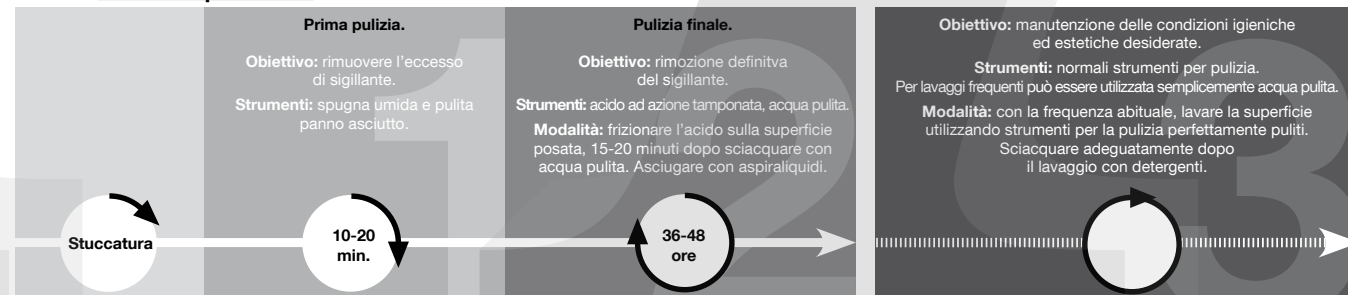 Stuccatura
Prima pulizia.
Obiettivo: rimuovere l'eccesso
di sigillante.
Strumenti: spugna umida e pulita
panno asciutto.
10-20
min.
Pulizia finale.
Obiettivo: rimozione definitva
del sigillante.
Strumenti: acido ad azione tamponata, acqua pulita.
Modalità: frizionare l'acido sulla superficie
posata, 15-20 minuti dopo sciacquare con
acqua pulita. Asciugare con aspiraliquidi.
36-48
ore
Obiettivo: manutenzione delle condizioni igieniche
ed estetiche desiderate.
Strumenti: normali strumenti per pulizia.
Per lavaggi frequenti può essere utilizzata semplicemente acqua pulita.
Modalità: con la frequenza abituale, lavare la superficie
utilizzando strumenti per la pulizia perfettamente puliti.
Sciacquare adeguatamente dopo
il lavaggio con detergenti.
1
2
3